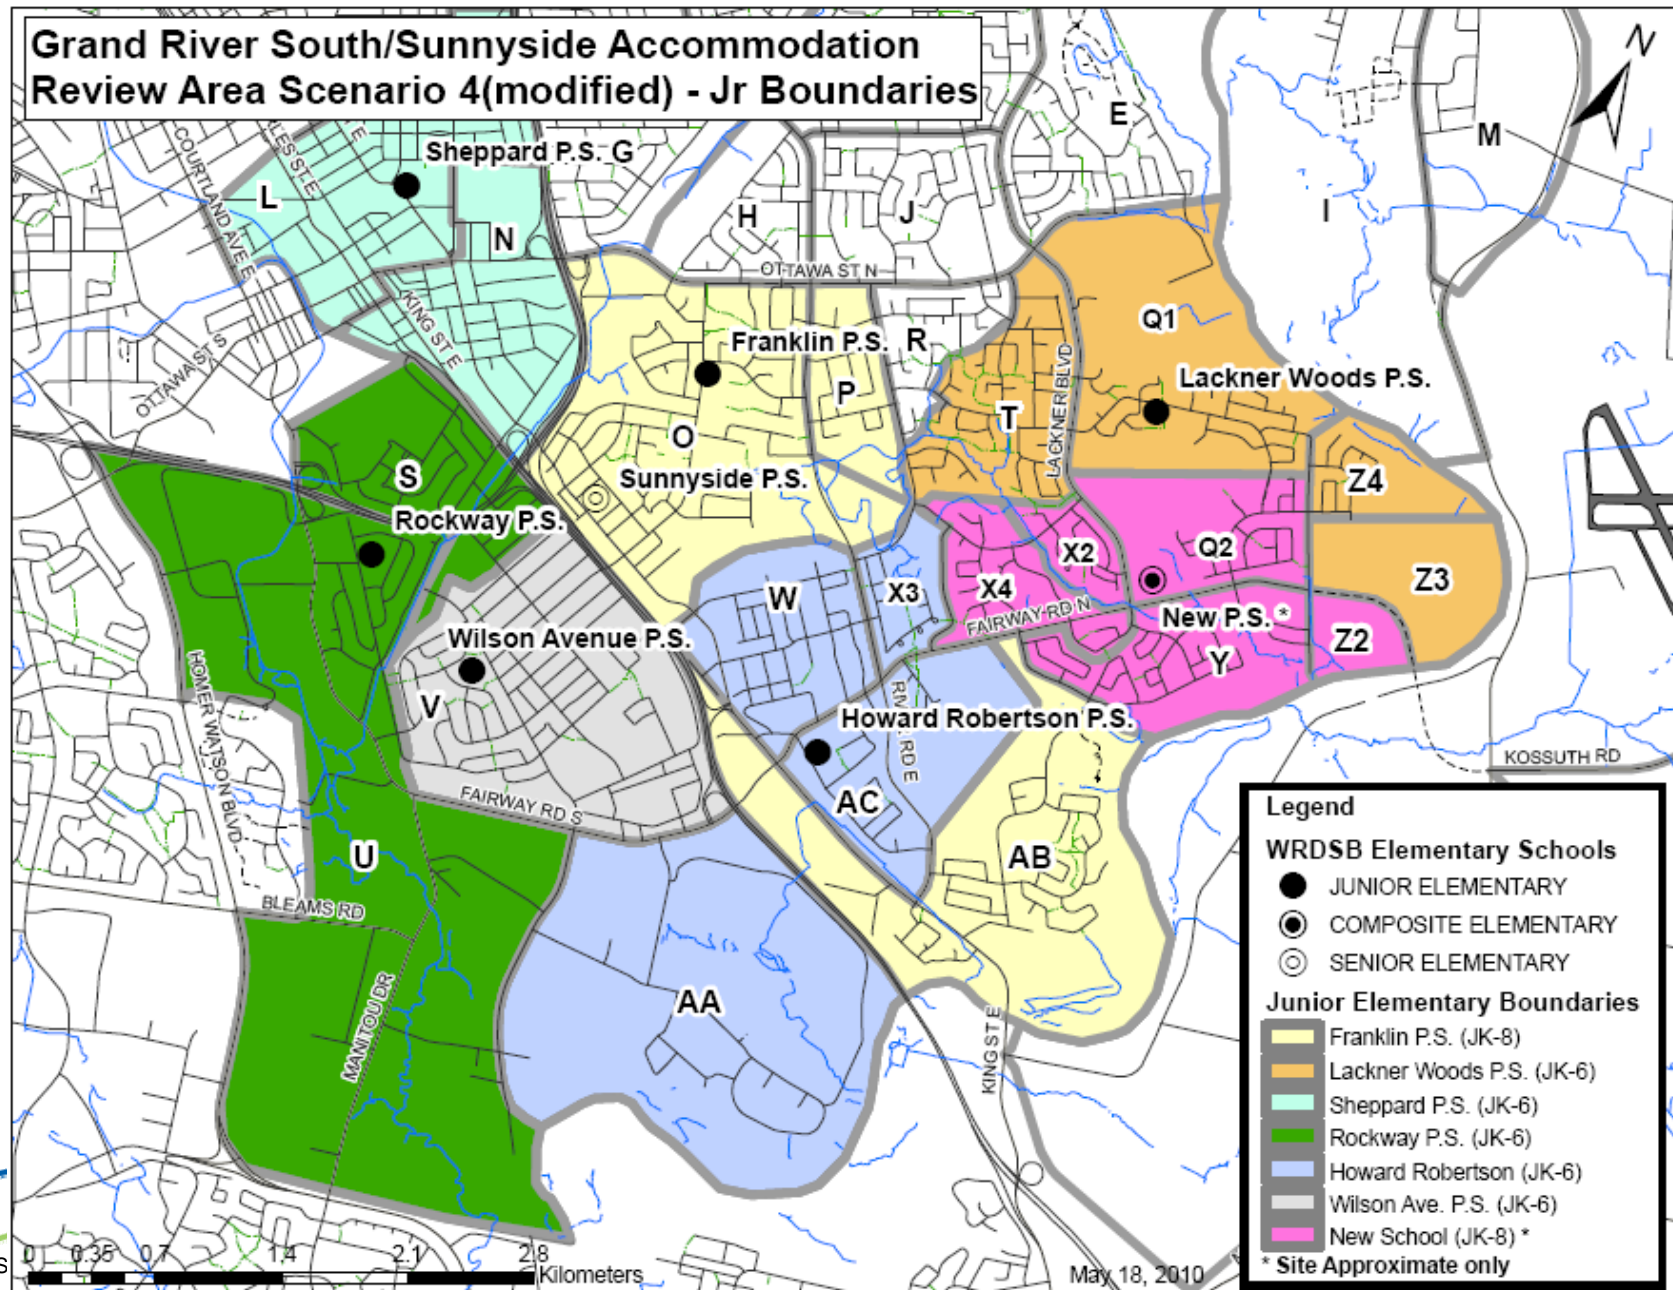 Grand River South/Sunnyside Accommodation
Review Area Scenario 4(modified) - Jr Boundaries
N
E
M
COURTLAND AVE E
LES ST E
E
Sheppard P.S. G
L
N
H
J
I
OTTAWA ST N
KING ST E
OTTAWA ST S
Franklin P.S.
R
P
O
Q1
LACKNER BLVD
Lackner Woods P.S.
T
Sunnyside P.S.
S
Rockway P.S.
Z4
X2
Q2
W
X3
X4
Z3
FAIRWAY RD N
New P.S. *
Wilson Avenue P.S.
Z2
Y
V
HOMER WATSON BLVD
Howard Robertson P.S.
RD E
KOSSUTH RD
FAIRWAY RD S
AC
U
AB
BLEAMS RD
AA
MANITOU DR
KING ST E
Legend
WRDSB Elementary Schools
JUNIOR ELEMENTARY
COMPOSITE ELEMENTARY
SENIOR ELEMENTARY
Junior Elementary Boundaries
Franklin P.S. (JK-8)
Lackner Woods P.S. (JK-6)
Sheppard P.S. (JK-6)
Rockway P.S. (JK-6)
Howard Robertson (JK-6)
Wilson Ave. P.S. (JK-6)
New School (JK-8) *
* Site Approximate only
s
0 0.35 0.7 1.4 2.1 2.8
Kilometers
May 18, 2010